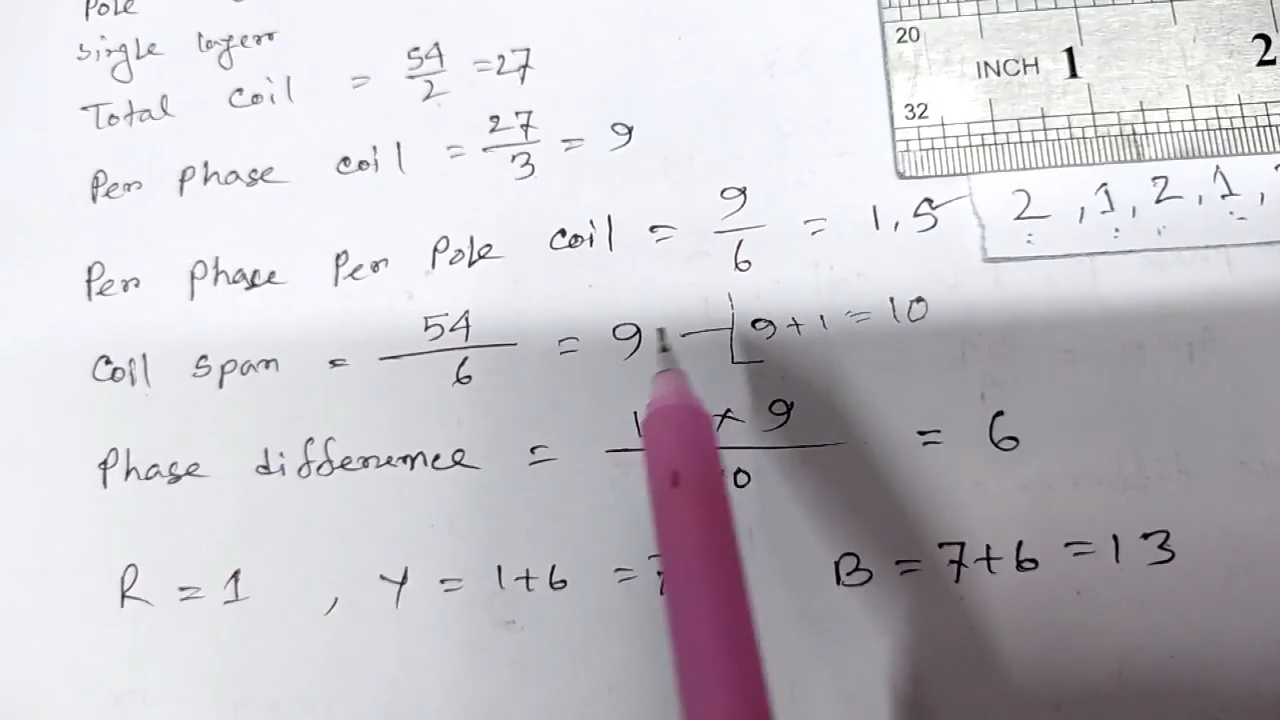 Pole
Single layer
Total coil = 54/2 = 27
Per phase coil = 27/3 = 9
Per phase Per Pole coil = 9/6 = 1,5
2, 1, 2, 1,
Coil span = 54/6 = 9 [9+1 = 10
Phase difference = × 9 / 0 = 6
R = 1 , Y = 1+6 = B = 7+6 = 13
20
INCH 1 2
32